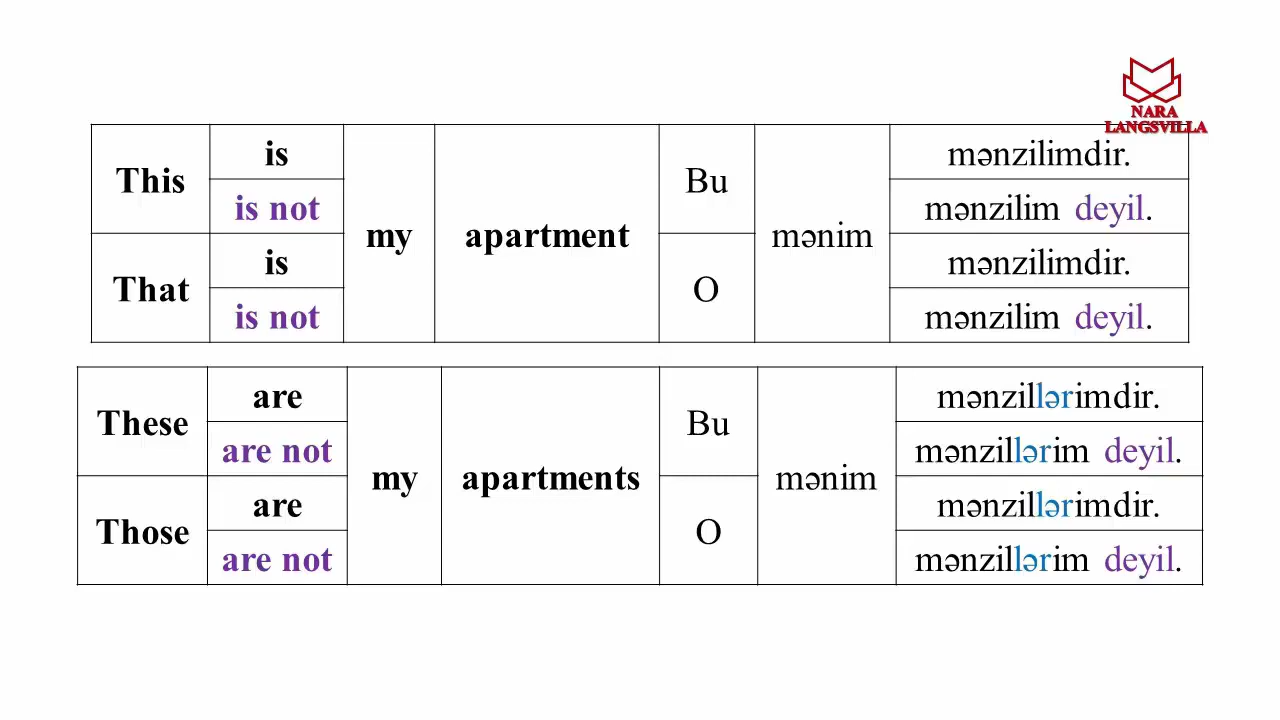 NARA
LANGSVILLA
This is my apartment Bu mənim mənzilimdir.
is not mənzilim deyil.
That is O mənzilimdir.
is not mənzilim deyil.
These are my apartments Bu mənim mənzillərimdir.
are not mənzillərim deyil.
Those are O mənzillərimdir.
are not mənzillərim deyil.